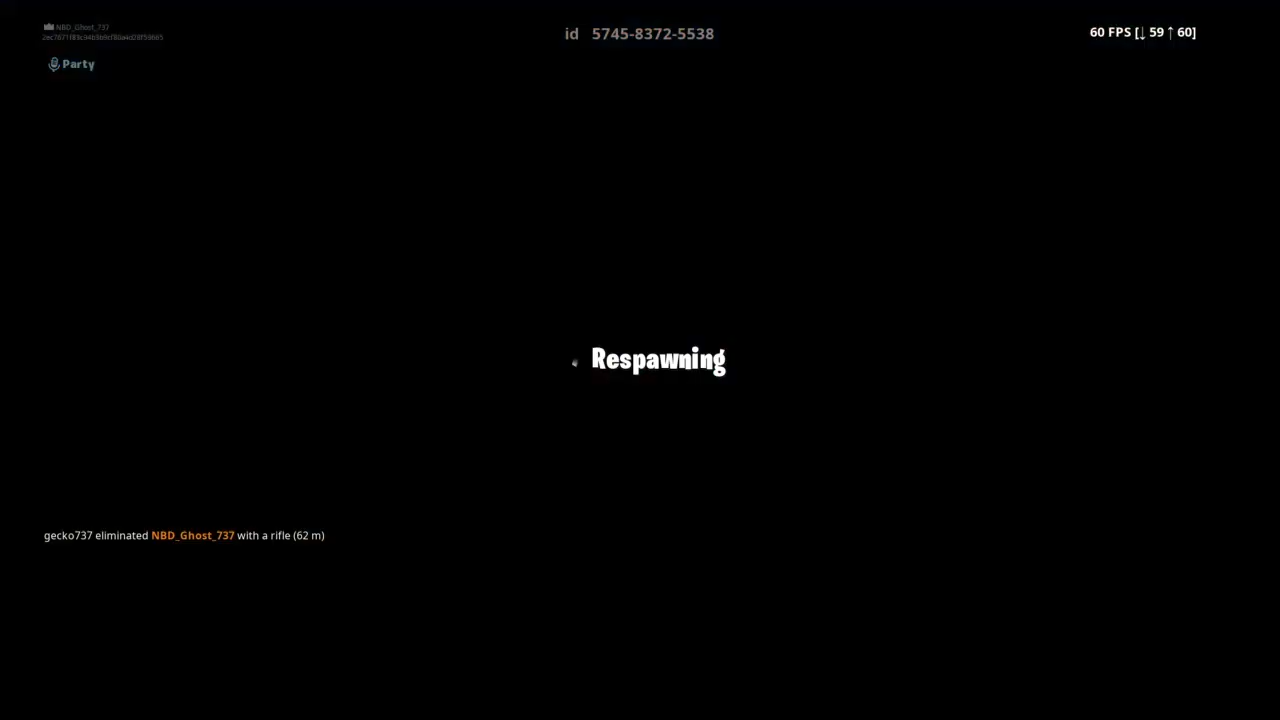 NBD_Ghost_737
id 5745-8372-5538
60 FPS [↓ 59 ↑ 60]
Party
Respawning
gecko737 eliminated NBD_Ghost_737 with a rifle (62 m)